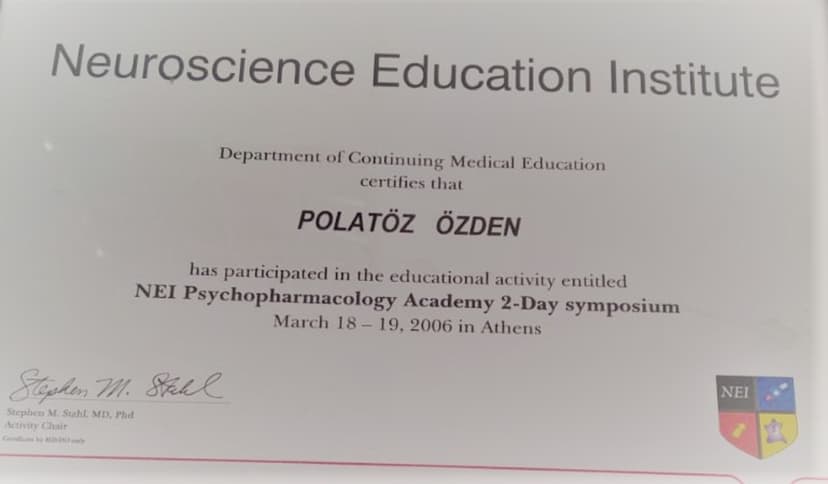 Neuroscience Education Institute
Department of Continuing Medical Education
certifies that
POLATÖZ ÖZDEN
has participated in the educational activity entitled
NEI Psychopharmacology Academy 2-Day symposium
March 18 – 19, 2006 in Athens
Stephen M. Stahl
Stephen M. Stahl, MD, Phd
Activity Chair
NEI